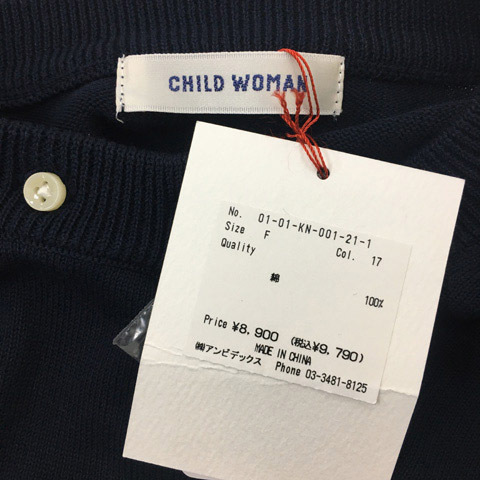 CHILD WOMAN
No. 01-01-KN-001-21-1
Size F Col. 17
Quality
綿 100%
Price ¥8,900 (税込¥9,790)
MADE IN CHINA
㈱アンビデックス Phone 03-3481-8125